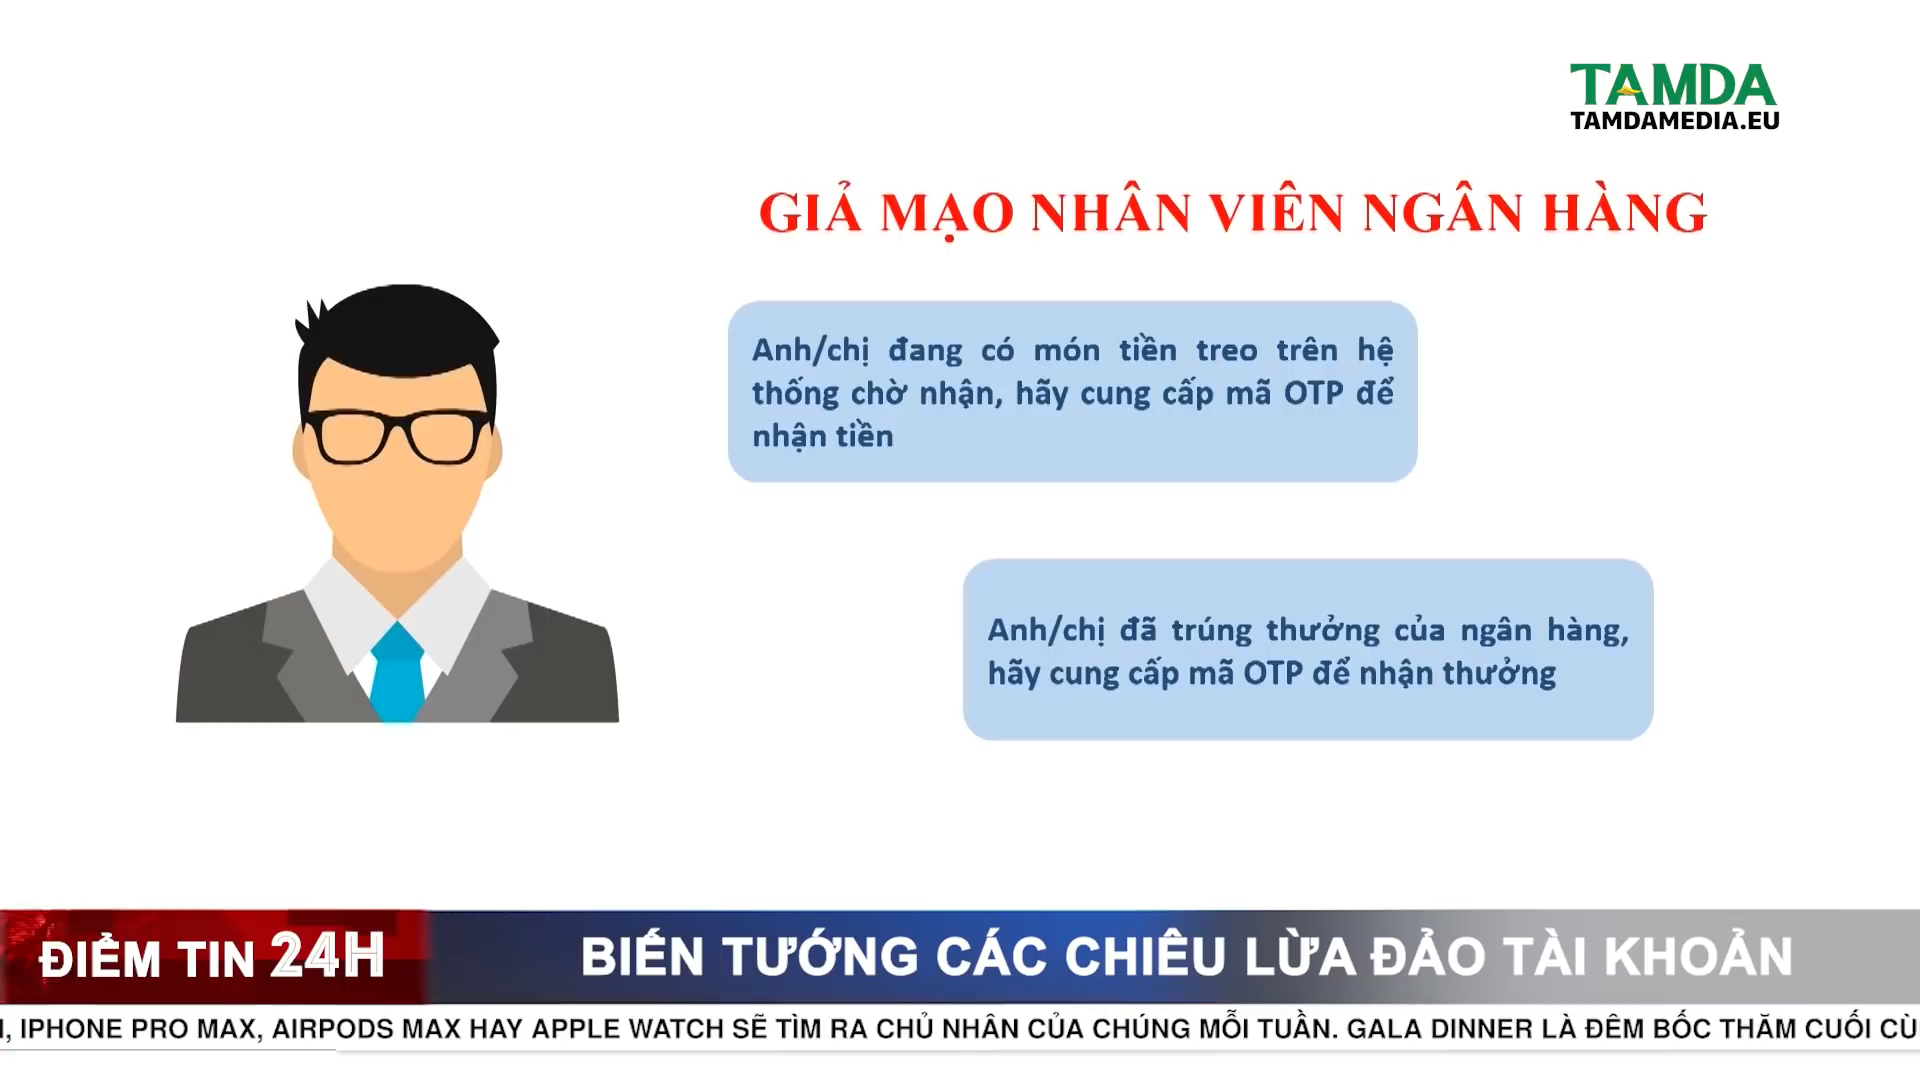 TAMDA
TAMDAMEDIA.EU
GIẢ MẠO NHÂN VIÊN NGÂN HÀNG
Anh/chị đang có món tiền treo trên hệ
thống chờ nhận, hãy cung cấp mã OTP để
nhận tiền
Anh/chị đã trúng thưởng của ngân hàng,
hãy cung cấp mã OTP để nhận thưởng
ĐIỂM TIN 24H
BIẾN TƯỚNG CÁC CHIÊU LỪA ĐẢO TÀI KHOẢN
, IPHONE PRO MAX, AIRPODS MAX HAY APPLE WATCH SẼ TÌM RA CHỦ NHÂN CỦA CHÚNG MỖI TUẦN. GALA DINNER LÀ ĐÊM BỐC THĂM CUỐI